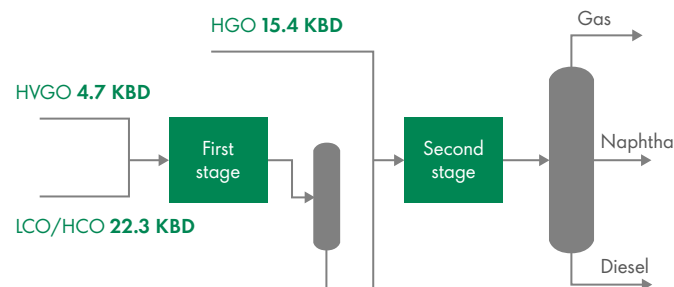 Gas
HGO 15.4 KBD
HVGO 4.7 KBD
First
stage
Second
stage
Naphtha
LCO/HCO 22.3 KBD
Diesel